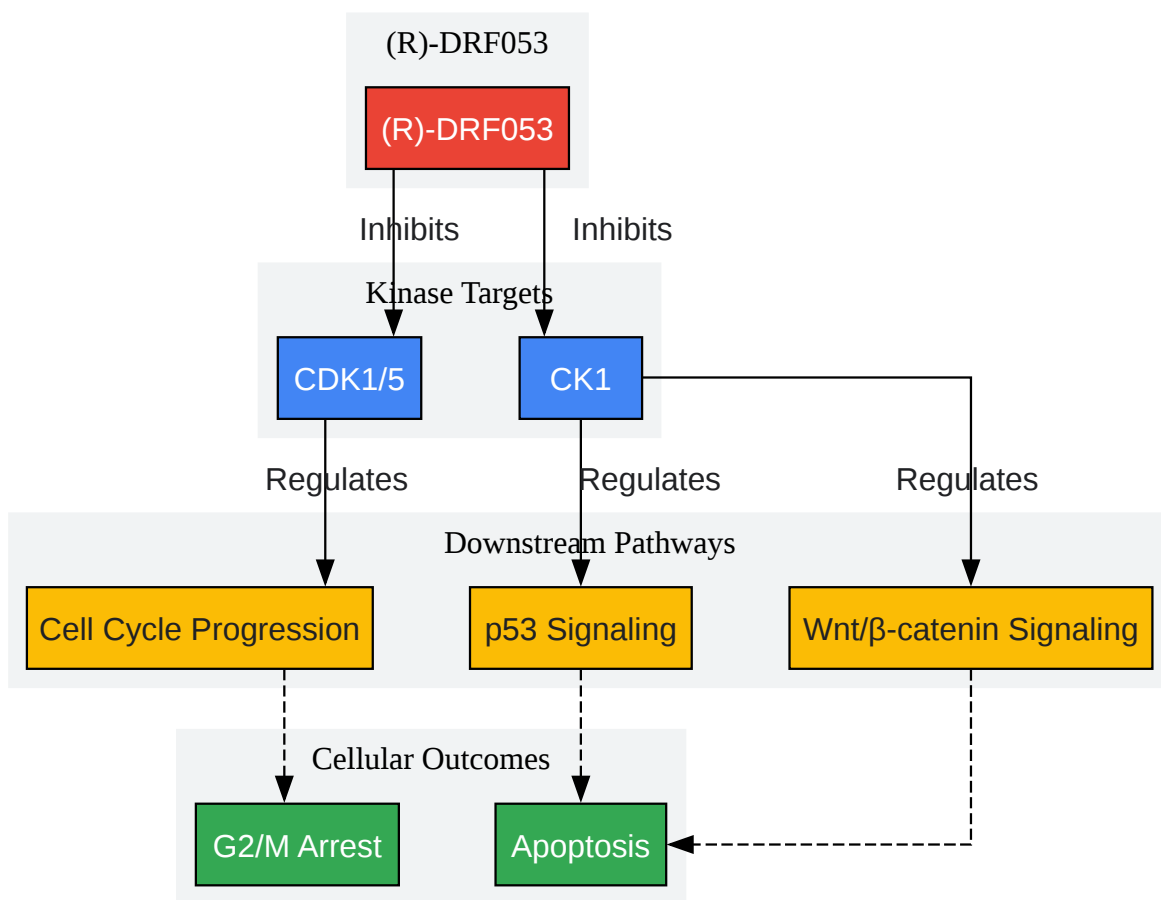 (R)-DRF053
(R)-DRF053
Inhibits
Inhibits
Kinase Targets
CDK1/5
CK1
Regulates
Regulates
Regulates
Downstream Pathways
Cell Cycle Progression
p53 Signaling
Wnt/β-catenin Signaling
Cellular Outcomes
G2/M Arrest
Apoptosis